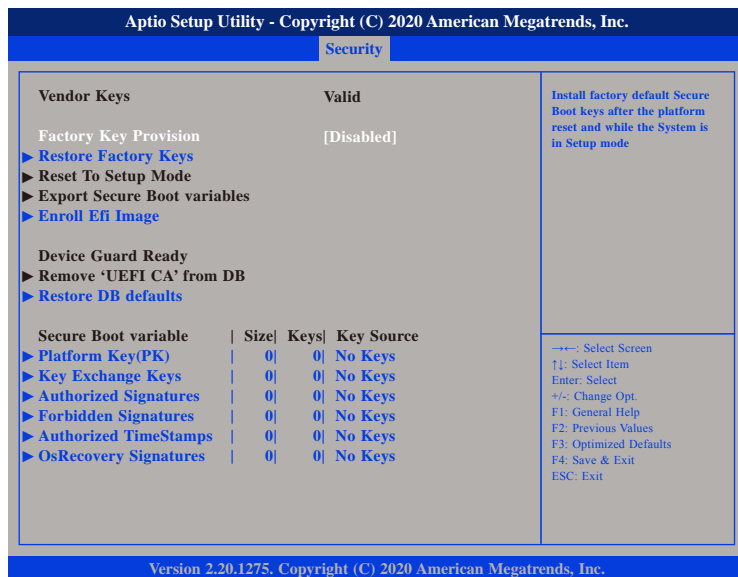 Aptio Setup Utility - Copyright (C) 2020 American Megatrends, Inc.
Security
Vendor Keys Valid
Factory Key Provision [Disabled]
▶ Restore Factory Keys
▶ Reset To Setup Mode
▶ Export Secure Boot variables
▶ Enroll Efi Image
Device Guard Ready
▶ Remove ‘UEFI CA’ from DB
▶ Restore DB defaults
Secure Boot variable | Size| Keys| Key Source
▶ Platform Key(PK) | 0| 0| No Keys
▶ Key Exchange Keys | 0| 0| No Keys
▶ Authorized Signatures | 0| 0| No Keys
▶ Forbidden Signatures | 0| 0| No Keys
▶ Authorized TimeStamps | 0| 0| No Keys
▶ OsRecovery Signatures | 0| 0| No Keys
Install factory default Secure
Boot keys after the platform
reset and while the System is
in Setup mode
→←: Select Screen
↑↓: Select Item
Enter: Select
+/-: Change Opt.
F1: General Help
F2: Previous Values
F3: Optimized Defaults
F4: Save & Exit
ESC: Exit
Version 2.20.1275. Copyright (C) 2020 American Megatrends, Inc.